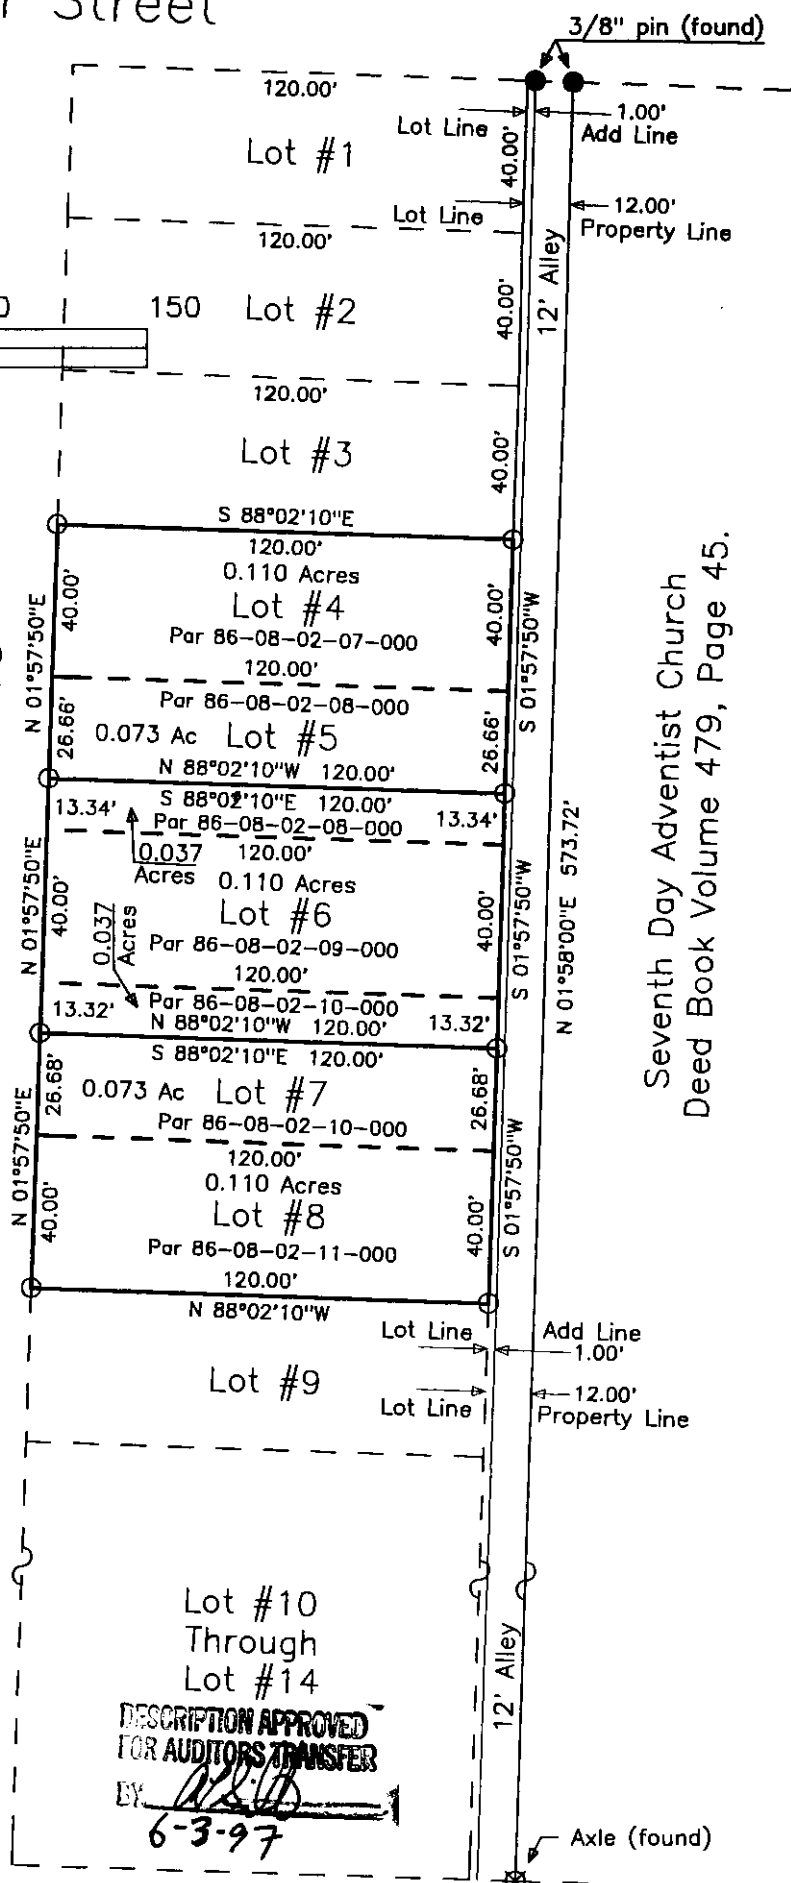 Street
3/8" pin (found)
120.00'
Lot Line
1.00'
Add Line
Lot #1
40.00'
Lot Line
12.00'
Property Line
120.00'
12' Alley
150
Lot #2
40.00'
120.00'
Lot #3
40.00'
S 88°02'10"E
120.00'
0.110 Acres
Lot #4
Par 86-08-02-07-000
120.00'
40.00'
40.00'
N 01°57'50"E
S 01°57'50"W
Par 86-08-02-08-000
0.073 Ac
Lot #5
26.66'
26.66'
N 88°02'10"W 120.00'
S 88°02'10"E 120.00'
13.34'
13.34'
Par 86-08-02-08-000
0.037
Acres
120.00'
0.110 Acres
Lot #6
Par 86-08-02-09-000
120.00'
N 01°57'50"E
40.00'
40.00'
S 01°57'50"W
0.037
Acres
N 01°58'00"E 573.72'
Seventh Day Adventist Church
Deed Book Volume 479, Page 45.
Par 86-08-02-10-000
13.32'
13.32'
N 88°02'10"W 120.00'
S 88°02'10"E 120.00'
0.073 Ac
Lot #7
26.68'
26.68'
Par 86-08-02-10-000
N 01°57'50"E
S 01°57'50"W
120.00'
0.110 Acres
Lot #8
40.00'
40.00'
Par 86-08-02-11-000
120.00'
N 88°02'10"W
Lot Line
Add Line
1.00'
Lot #9
Lot Line
12.00'
Property Line
Lot #10
Through
Lot #14
12' Alley
DESCRIPTION APPROVED
FOR AUDITORS TRANSFER
BY
6-3-97
Axle (found)